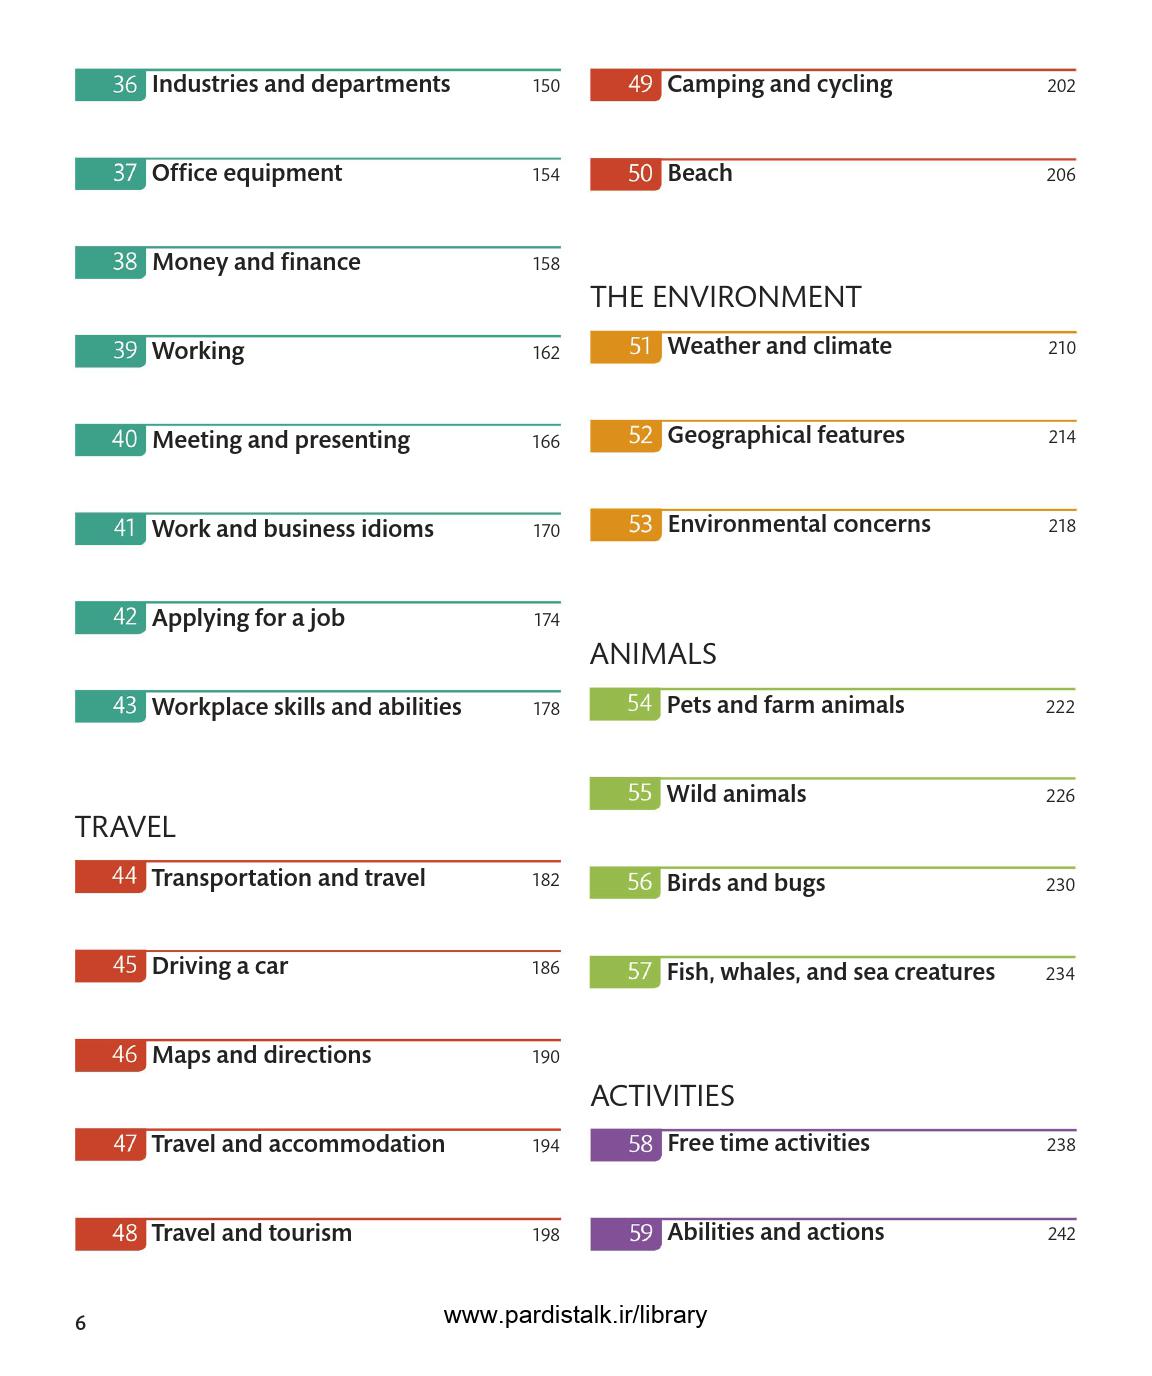 36 Industries and departments 150
37 Office equipment 154
38 Money and finance 158
39 Working 162
40 Meeting and presenting 166
41 Work and business idioms 170
42 Applying for a job 174
43 Workplace skills and abilities 178
TRAVEL
44 Transportation and travel 182
45 Driving a car 186
46 Maps and directions 190
47 Travel and accommodation 194
48 Travel and tourism 198
49 Camping and cycling 202
50 Beach 206
THE ENVIRONMENT
51 Weather and climate 210
52 Geographical features 214
53 Environmental concerns 218
ANIMALS
54 Pets and farm animals 222
55 Wild animals 226
56 Birds and bugs 230
57 Fish, whales, and sea creatures 234
ACTIVITIES
58 Free time activities 238
59 Abilities and actions 242
6
www.pardistalk.ir/library